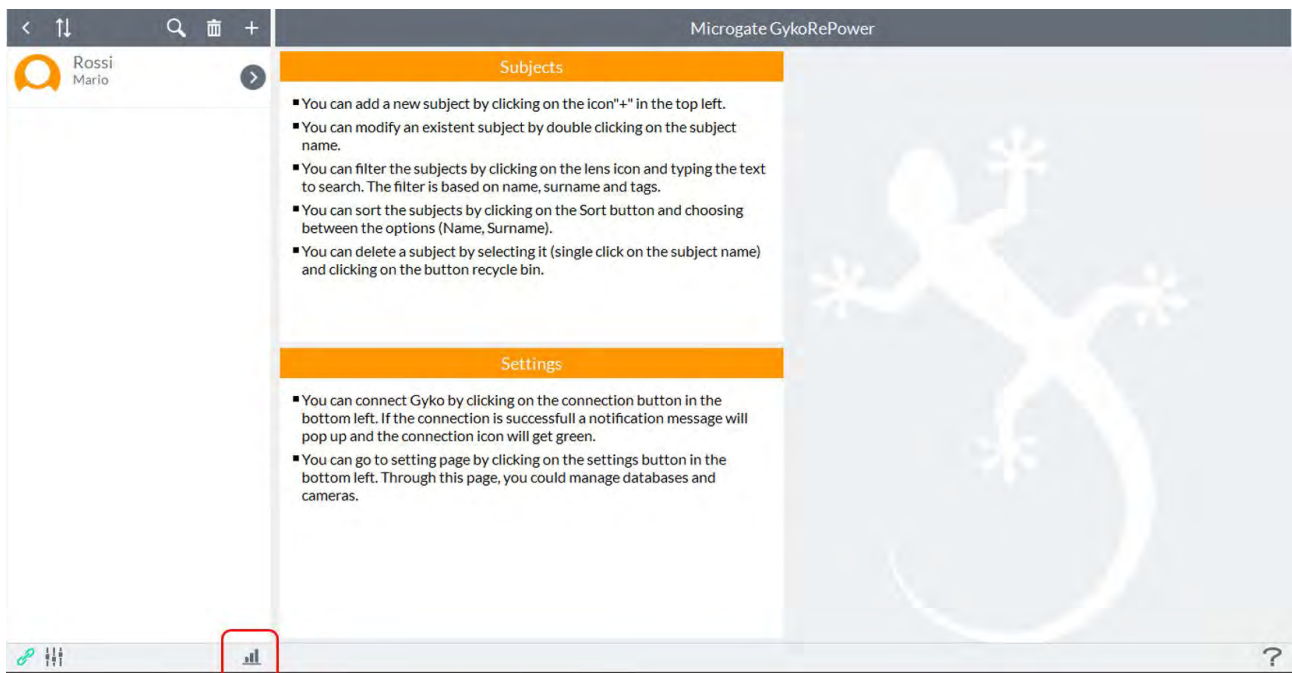 Microgate GykoRePower
Rossi
Mario
Subjects
▪ You can add a new subject by clicking on the icon"+" in the top left.
▪ You can modify an existent subject by double clicking on the subject
name.
▪ You can filter the subjects by clicking on the lens icon and typing the text
to search. The filter is based on name, surname and tags.
▪ You can sort the subjects by clicking on the Sort button and choosing
between the options (Name, Surname).
▪ You can delete a subject by selecting it (single click on the subject name)
and clicking on the button recycle bin.
Settings
▪ You can connect Gyko by clicking on the connection button in the
bottom left. If the connection is successfull a notification message will
pop up and the connection icon will get green.
▪ You can go to setting page by clicking on the settings button in the
bottom left. Through this page, you could manage databases and
cameras.
?